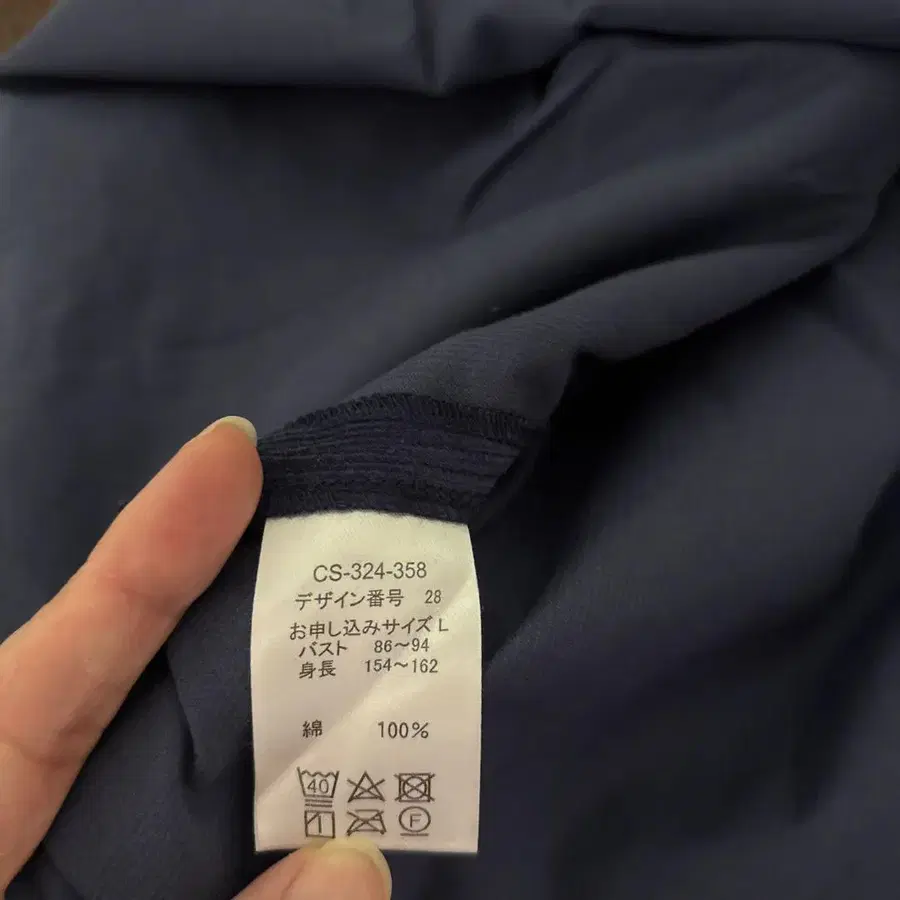 CS-324-358
デザイン番号 28
お申し込みサイズ L
バスト 86〜94
身長 154〜162
綿 100%
40
F